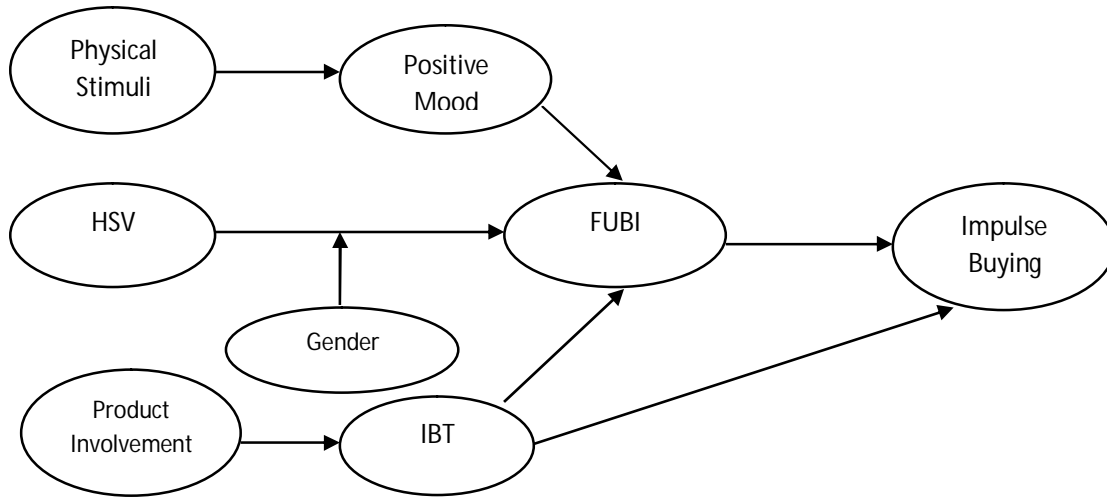 Physical
Stimuli
Positive
Mood
HSV
FUBI
Impulse
Buying
Gender
Product
Involvement
IBT